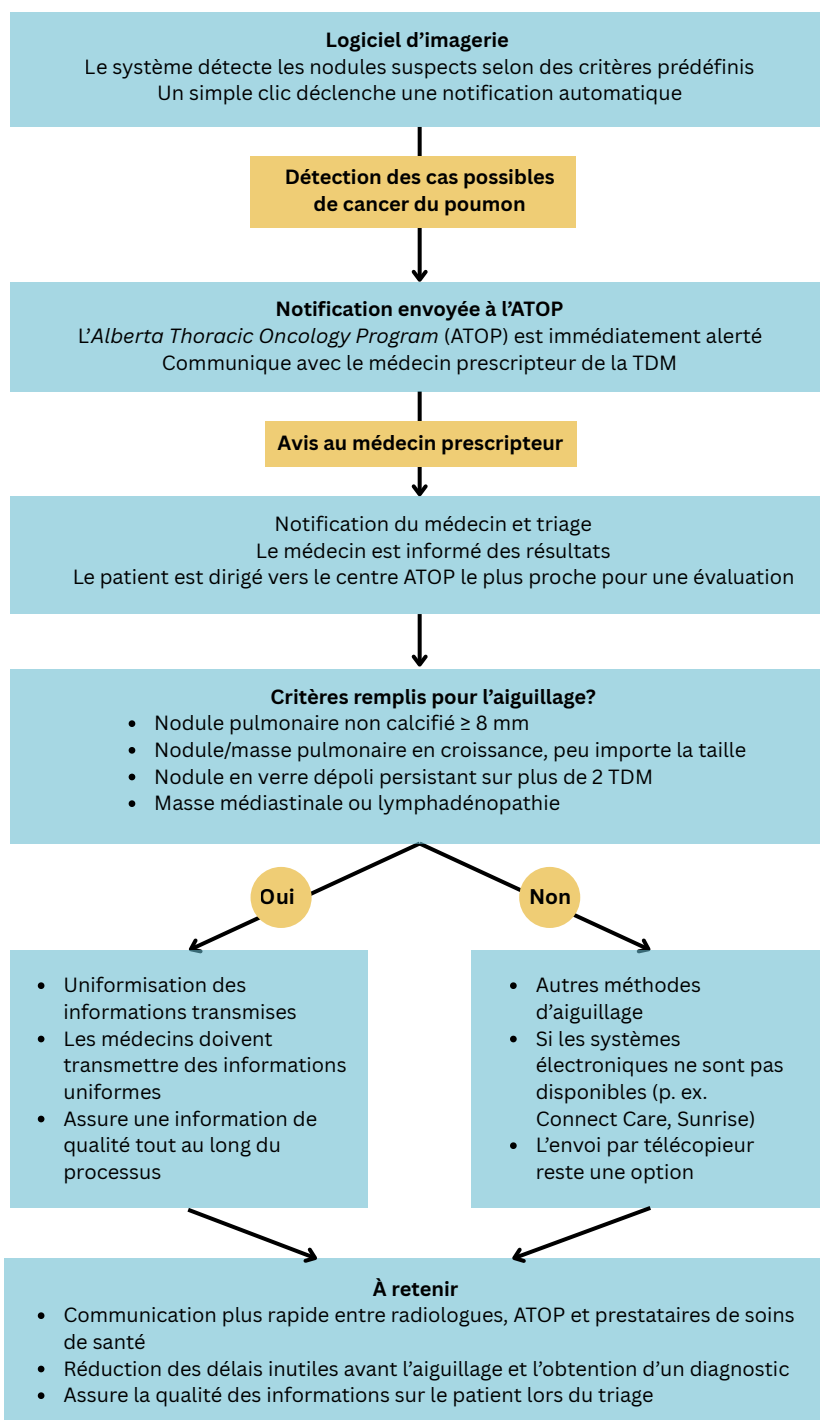 Logiciel d’imagerie
Le système détecte les nodules suspects selon des critères prédéfinis
Un simple clic déclenche une notification automatique
Détection des cas possibles
de cancer du poumon
Notification envoyée à l’ATOP
L’Alberta Thoracic Oncology Program (ATOP) est immédiatement alerté
Communique avec le médecin prescripteur de la TDM
Avis au médecin prescripteur
Notification du médecin et triage
Le médecin est informé des résultats
Le patient est dirigé vers le centre ATOP le plus proche pour une évaluation
Critères remplis pour l’aiguillage?
• Nodule pulmonaire non calcifié ≥ 8 mm
• Nodule/masse pulmonaire en croissance, peu importe la taille
• Nodule en verre dépoli persistant sur plus de 2 TDM
• Masse médiastinale ou lymphadénopathie
Oui
Non
• Uniformisation des
informations transmises
• Les médecins doivent
transmettre des informations
uniformes
• Assure une information de
qualité tout au long du
processus
• Autres méthodes
d’aiguillage
• Si les systèmes
électroniques ne sont pas
disponibles (p. ex.
Connect Care, Sunrise)
• L’envoi par télécopieur
reste une option
À retenir
• Communication plus rapide entre radiologues, ATOP et prestataires de soins
de santé
• Réduction des délais inutiles avant l’aiguillage et l’obtention d’un diagnostic
• Assure la qualité des informations sur le patient lors du triage